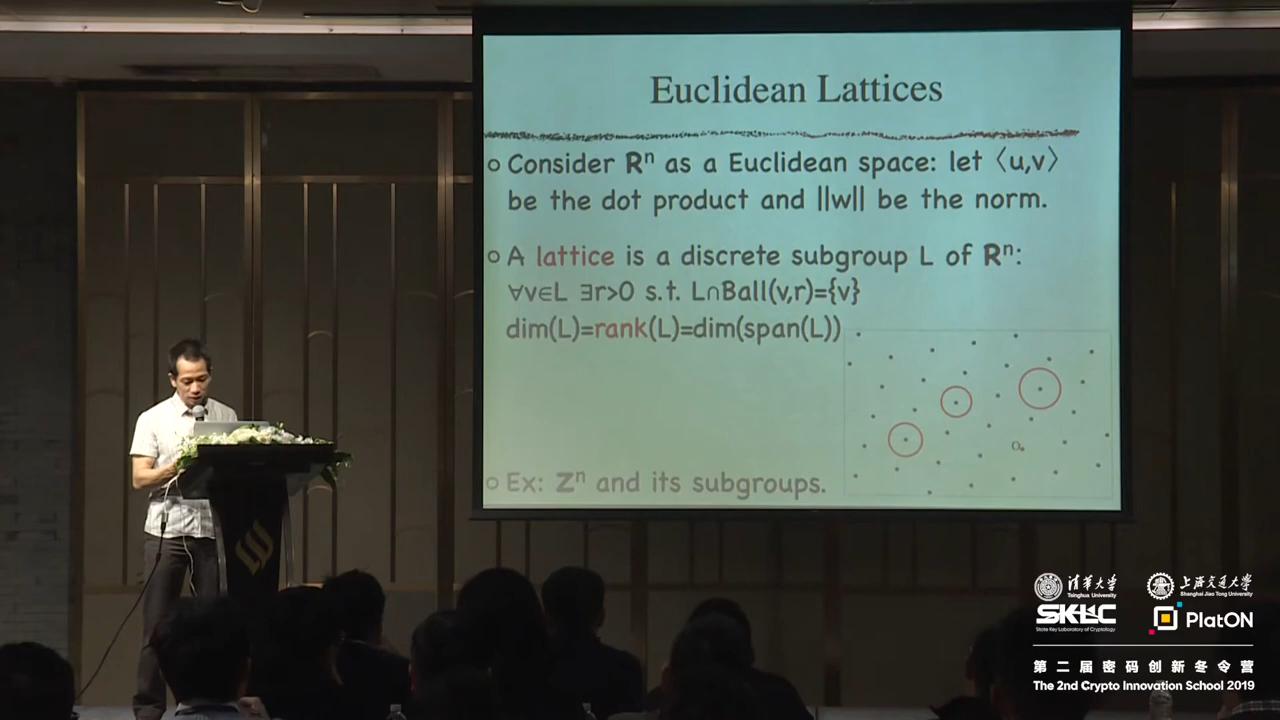 Euclidean Lattices
Consider Rⁿ as a Euclidean space: let 〈u,v〉
be the dot product and ||w|| be the norm.
A lattice is a discrete subgroup L of Rⁿ:
∀v∈L ∃r>0 s.t. L∩Ball(v,r)={v}
dim(L)=rank(L)=dim(span(L))
O
Ex: Zⁿ and its subgroups.
清华大学
Tsinghua University
上海交通大学
Shanghai Jiao Tong University
SKLC
State Key Laboratory of Cryptology
PlatON
第二届密码创新冬令营
The 2nd Crypto Innovation School 2019